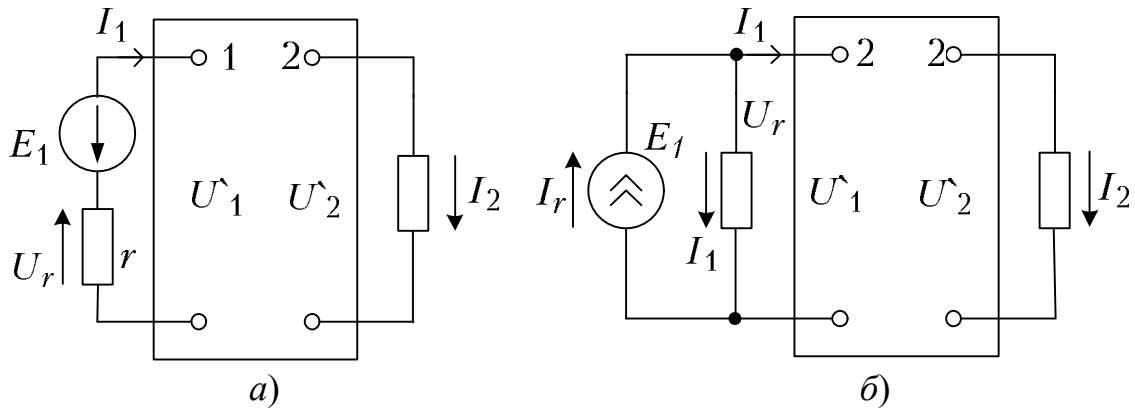 I₁
1
2
E₁
U`₁
U`₂
I₂
Uᵣ
r
а)
I₁
2
2
Uᵣ
E₁
Iᵣ
U`₁
U`₂
I₂
I₁
б)